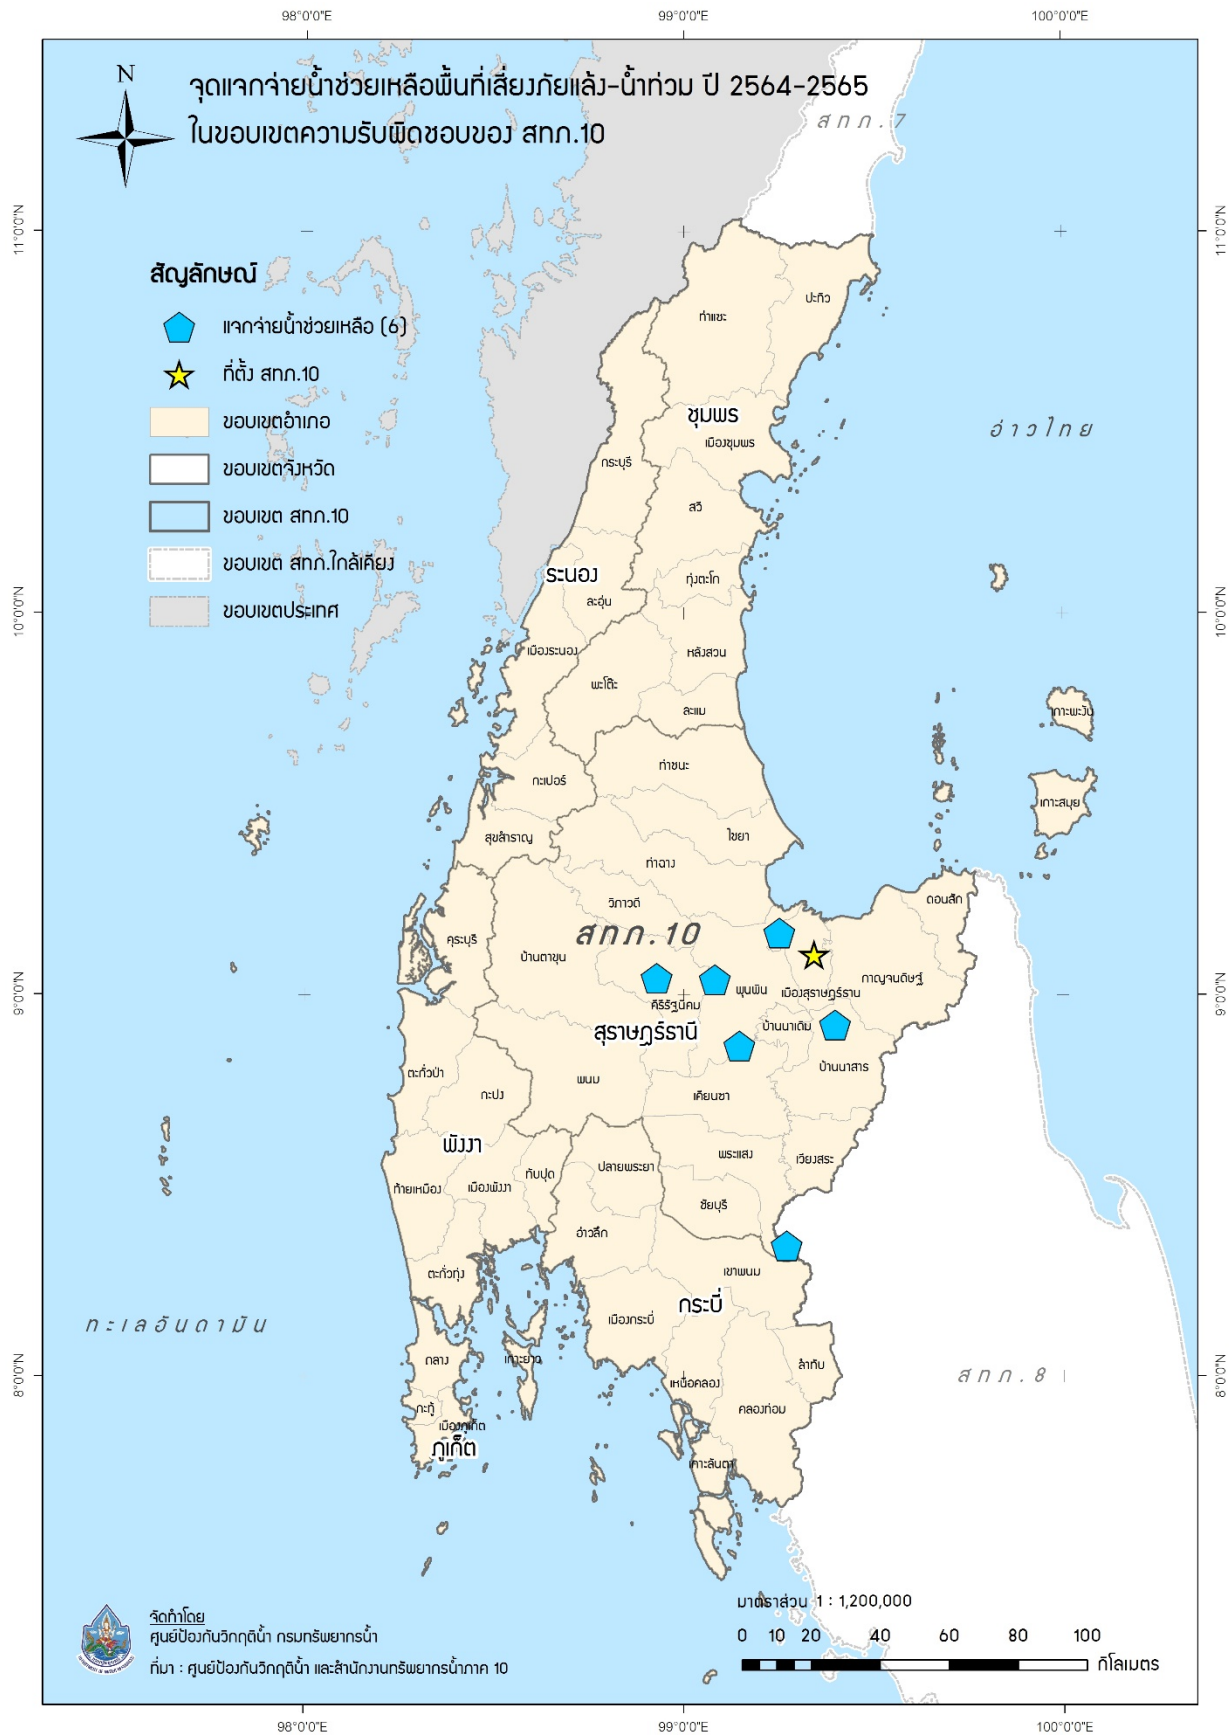 98°0'0"E
99°0'0"E
100°0'0"E
N
จุดแจกจ่ายน้ำช่วยเหลือพื้นที่เสี่ยงภัยแล้ง-น้ำท่วม ปี 2564-2565
ในขอบเขตความรับผิดชอบของ สทภ.10
สทภ.7
11°0'0"N
11°0'0"N
สัญลักษณ์
แจกจ่ายน้ำช่วยเหลือ (6)
ที่ตั้ง สทภ.10
ขอบเขตอำเภอ
ขอบเขตจังหวัด
ขอบเขต สทภ.10
ขอบเขต สทภ.ใกล้เคียง
ขอบเขตประเทศ
ปะทิว
ท่าแซะ
ชุมพร
เมืองชุมพร
อ่าวไทย
กระบุรี
สวี
ระนอง
ทุ่งตะโก
ละอุ่น
10°0'0"N
10°0'0"N
เมืองระนอง
หลังสวน
พะโต๊ะ
ละแม
เกาะพะงัน
ท่าชนะ
กะเปอร์
เกาะสมุย
สุขสำราญ
ไชยา
ท่าฉาง
วิภาวดี
ดอนสัก
สทภ.10
คุระบุรี
บ้านตาขุน
กาญจนดิษฐ์
9°0'0"N
9°0'0"N
พุนพิน
เมืองสุราษฎร์ธาน
คีรีรัฐนิคม
สุราษฎร์ธานี
บ้านนาเดิม
บ้านนาสาร
ตะกั่วป่า
พนม
กะปง
เคียนซา
พังงา
พระแสง
เวียงสระ
ปลายพระยา
ทับปุด
ท้ายเหมือง
เมืองพังงา
ชัยบุรี
อ่าวลึก
ตะกั่วทุ่ง
เขาพนม
กระบี่
เมืองกระบี่
ทะเลอันดามัน
ถลาง
เกาะยาว
ลำทับ
8°0'0"N
8°0'0"N
เหนือคลอง
สทภ.8
กะทู้
คลองท่อม
เมืองภูเก็ต
ภูเก็ต
เกาะลันตา
มาตราส่วน 1 : 1,200,000
0 10 20 40 60 80 100
กิโลเมตร
จัดทำโดย
ศูนย์ป้องกันวิกฤติน้ำ กรมทรัพยากรน้ำ
ที่มา : ศูนย์ป้องกันวิกฤติน้ำ และสำนักงานทรัพยากรน้ำภาค 10
98°0'0"E
99°0'0"E
100°0'0"E